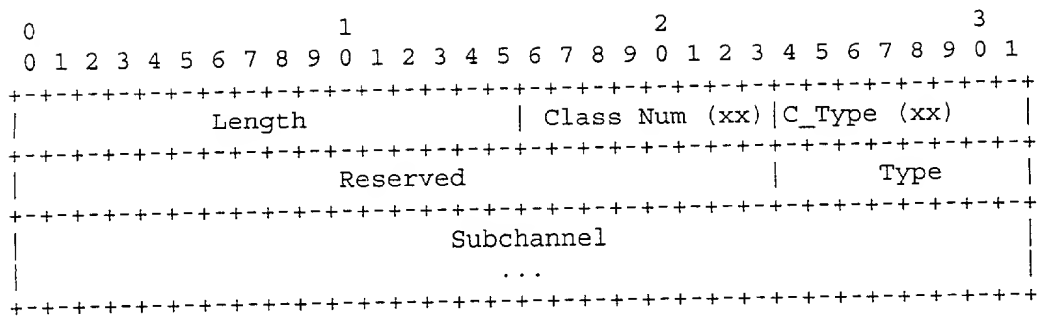 0                   1                   2                   3
0 1 2 3 4 5 6 7 8 9 0 1 2 3 4 5 6 7 8 9 0 1 2 3 4 5 6 7 8 9 0 1
+-+-+-+-+-+-+-+-+-+-+-+-+-+-+-+-+-+-+-+-+-+-+-+-+-+-+-+-+-+-+-+-+
| Length | Class Num (xx)|C_Type (xx) |
+-+-+-+-+-+-+-+-+-+-+-+-+-+-+-+-+-+-+-+-+-+-+-+-+-+-+-+-+-+-+-+-+
| Reserved | Type |
+-+-+-+-+-+-+-+-+-+-+-+-+-+-+-+-+-+-+-+-+-+-+-+-+-+-+-+-+-+-+-+-+
| Subchannel |
| ... |
+-+-+-+-+-+-+-+-+-+-+-+-+-+-+-+-+-+-+-+-+-+-+-+-+-+-+-+-+-+-+-+-+